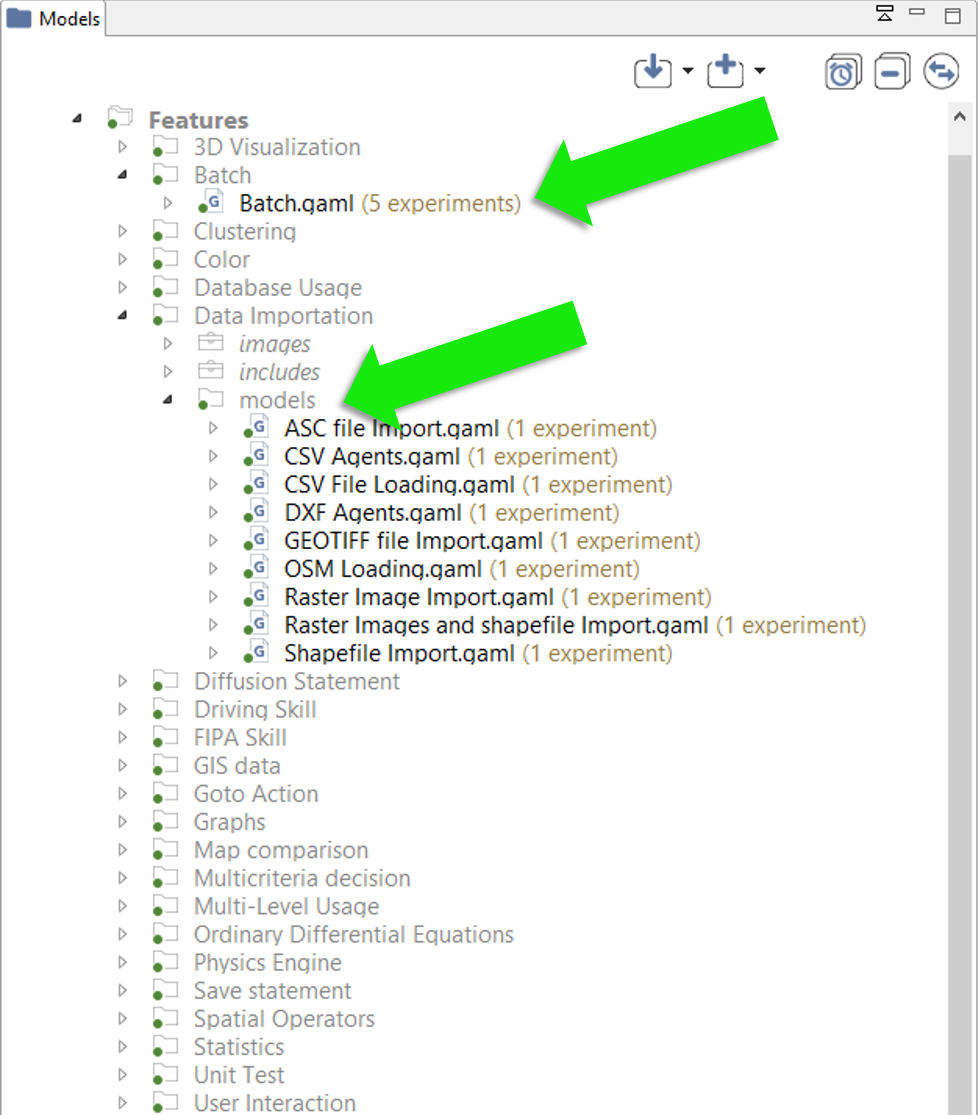 Models
Features
3D Visualization
Batch
Batch.gaml (5 experiments)
Clustering
Color
Database Usage
Data Importation
images
includes
models
ASC file Import.gaml (1 experiment)
CSV Agents.gaml (1 experiment)
CSV File Loading.gaml (1 experiment)
DXF Agents.gaml (1 experiment)
GEOTIFF file Import.gaml (1 experiment)
OSM Loading.gaml (1 experiment)
Raster Image Import.gaml (1 experiment)
Raster Images and shapefile Import.gaml (1 experiment)
Shapefile Import.gaml (1 experiment)
Diffusion Statement
Driving Skill
FIPA Skill
GIS data
Goto Action
Graphs
Map comparison
Multicriteria decision
Multi-Level Usage
Ordinary Differential Equations
Physics Engine
Save statement
Spatial Operators
Statistics
Unit Test
User Interaction